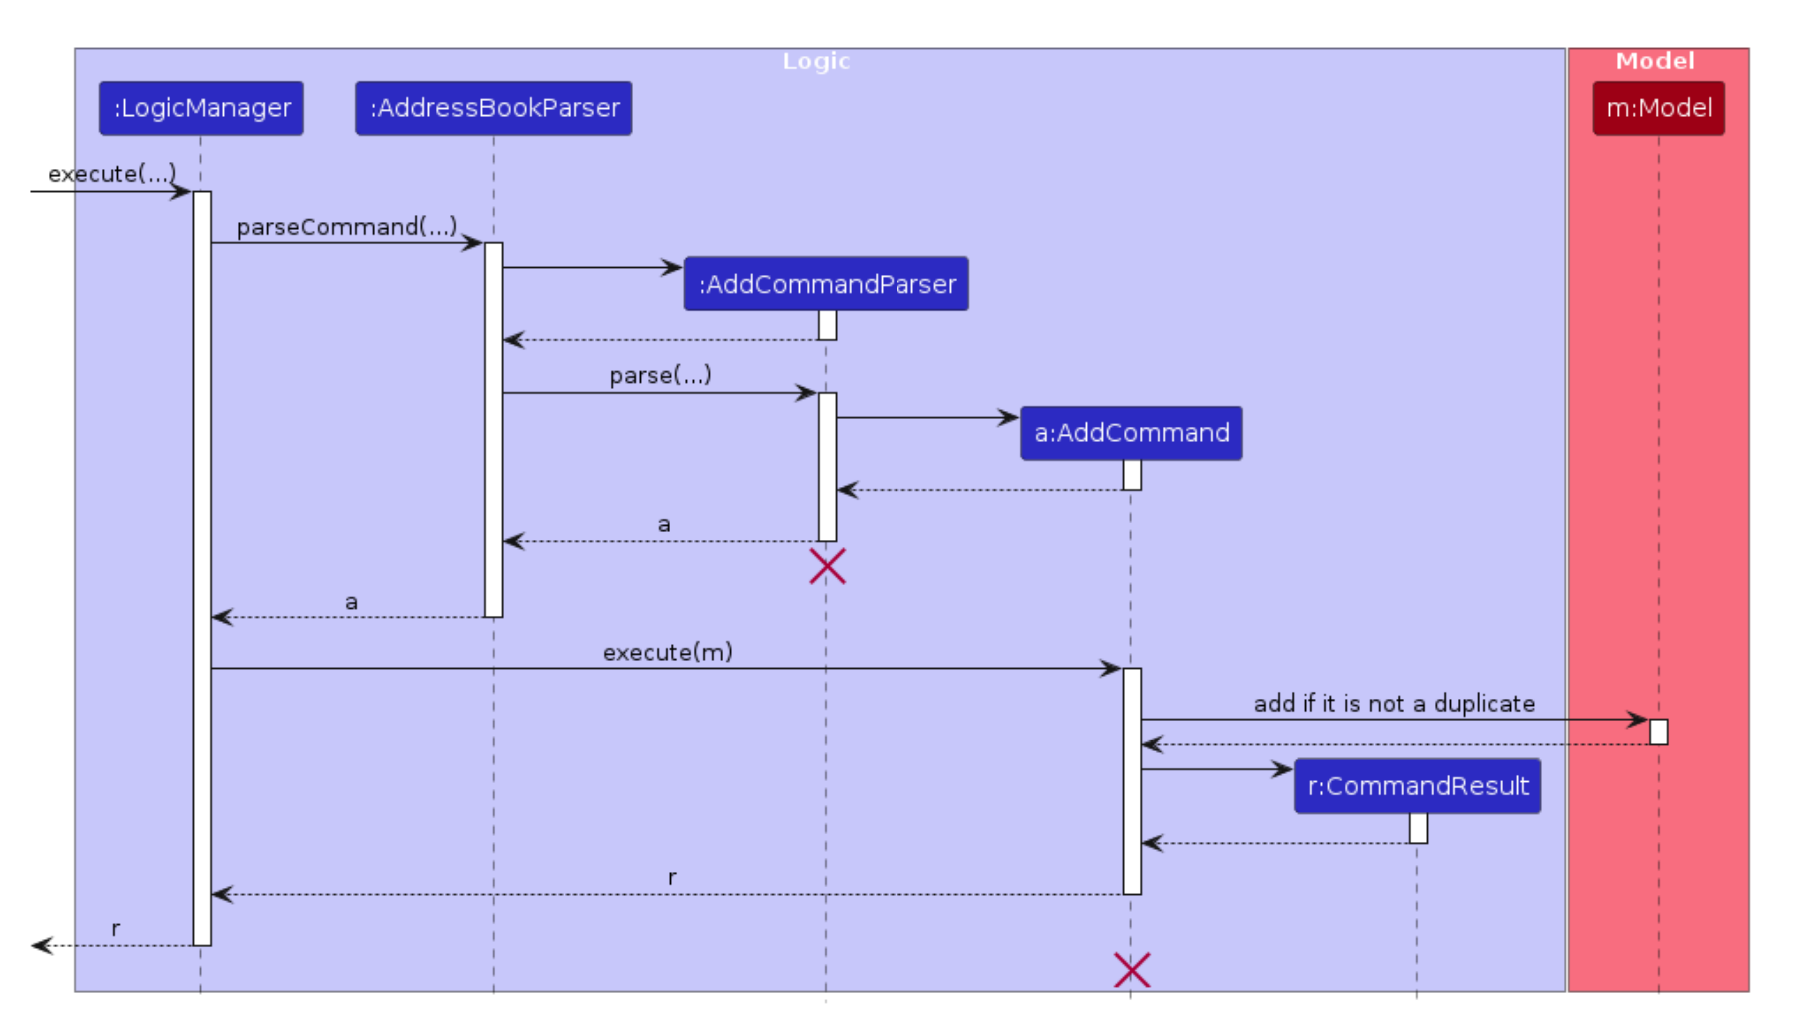 Logic
Model
:LogicManager
:AddressBookParser
m:Model
execute(...)
parseCommand(...)
:AddCommandParser
parse(...)
a:AddCommand
a
a
execute(m)
add if it is not a duplicate
r:CommandResult
r
r